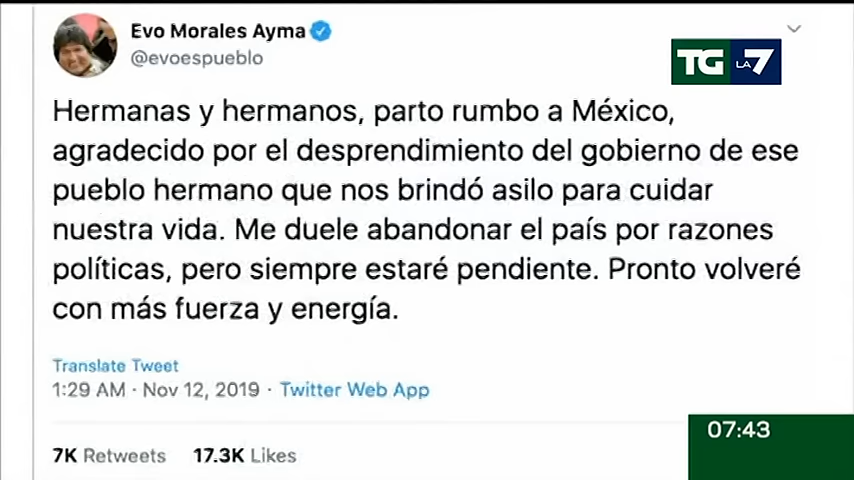 Evo Morales Ayma
@evoespueblo
TG LA 7
Hermanas y hermanos, parto rumbo a México,
agradecido por el desprendimiento del gobierno de ese
pueblo hermano que nos brindó asilo para cuidar
nuestra vida. Me duele abandonar el país por razones
políticas, pero siempre estaré pendiente. Pronto volveré
con más fuerza y energía.
Translate Tweet
1:29 AM · Nov 12, 2019 · Twitter Web App
07:43
7K Retweets 17.3K Likes